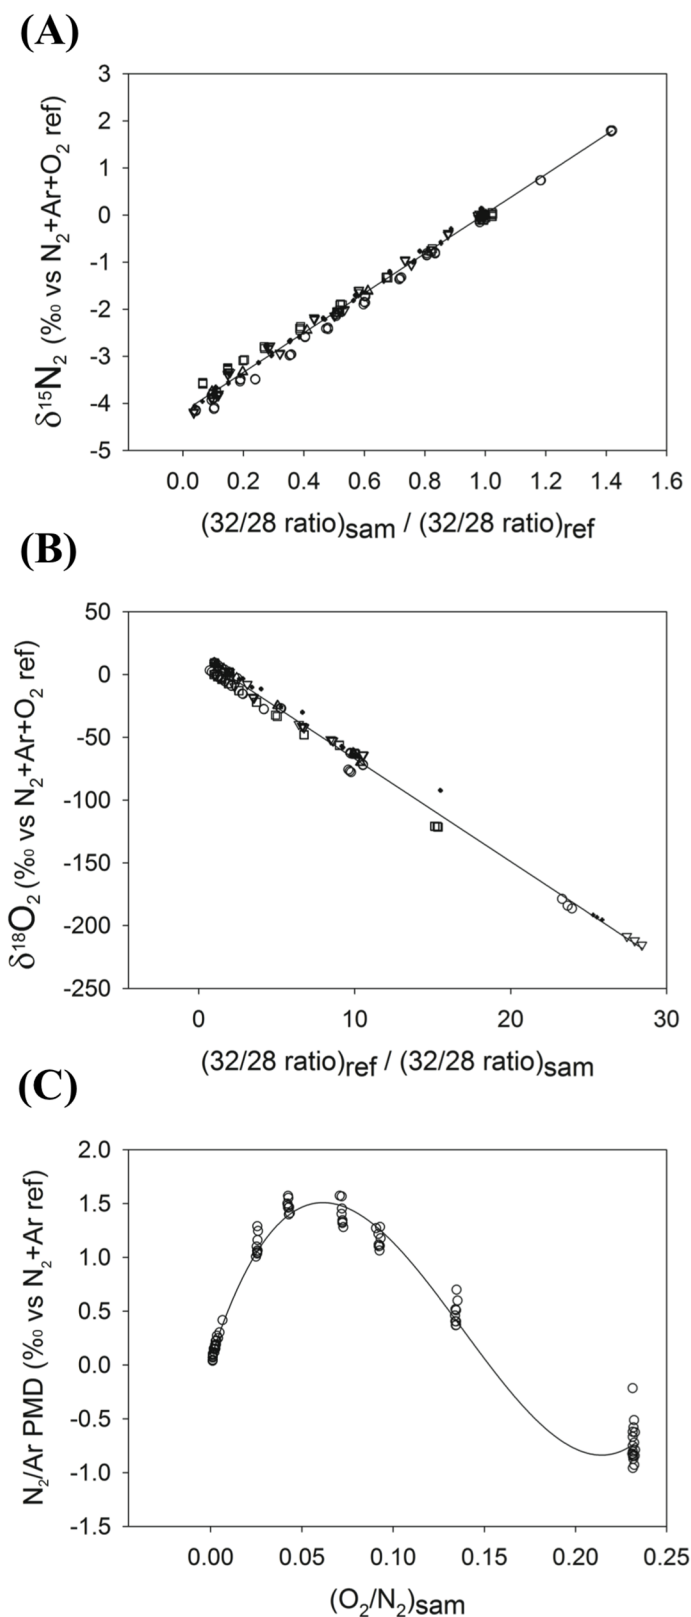 (A)
δ¹⁵N₂ (‰ vs N₂+Ar+O₂ ref)
3
2
1
0
-1
-2
-3
-4
-5
0.0 0.2 0.4 0.6 0.8 1.0 1.2 1.4 1.6
(32/28 ratio)sam / (32/28 ratio)ref
(B)
δ¹⁸O₂ (‰ vs N₂+Ar+O₂ ref)
50
0
-50
-100
-150
-200
-250
0 10 20 30
(32/28 ratio)ref / (32/28 ratio)sam
(C)
N₂/Ar PMD (‰ vs N₂+Ar ref)
2.0
1.5
1.0
0.5
0.0
-0.5
-1.0
-1.5
0.00 0.05 0.10 0.15 0.20 0.25
(O₂/N₂)sam